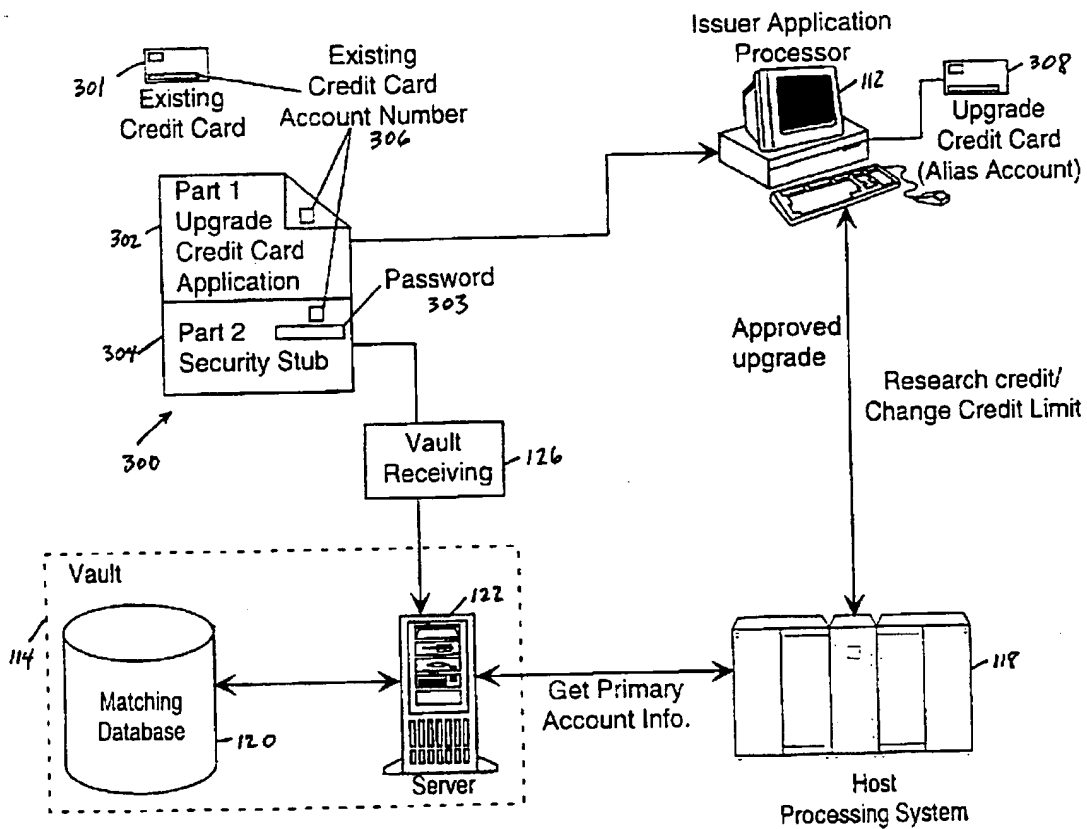 Issuer Application
Processor
112
308
Upgrade
Credit Card
(Alias Account)
301
Existing
Credit Card
Existing
Credit Card
Account Number
306
Part 1
Upgrade
Credit Card
Application
302
Password
303
Part 2
Security Stub
304
300
Vault
Receiving
126
Approved
upgrade
Research credit/
Change Credit Limit
Vault
114
Matching
Database
120
122
Server
Get Primary
Account Info.
118
Host
Processing System